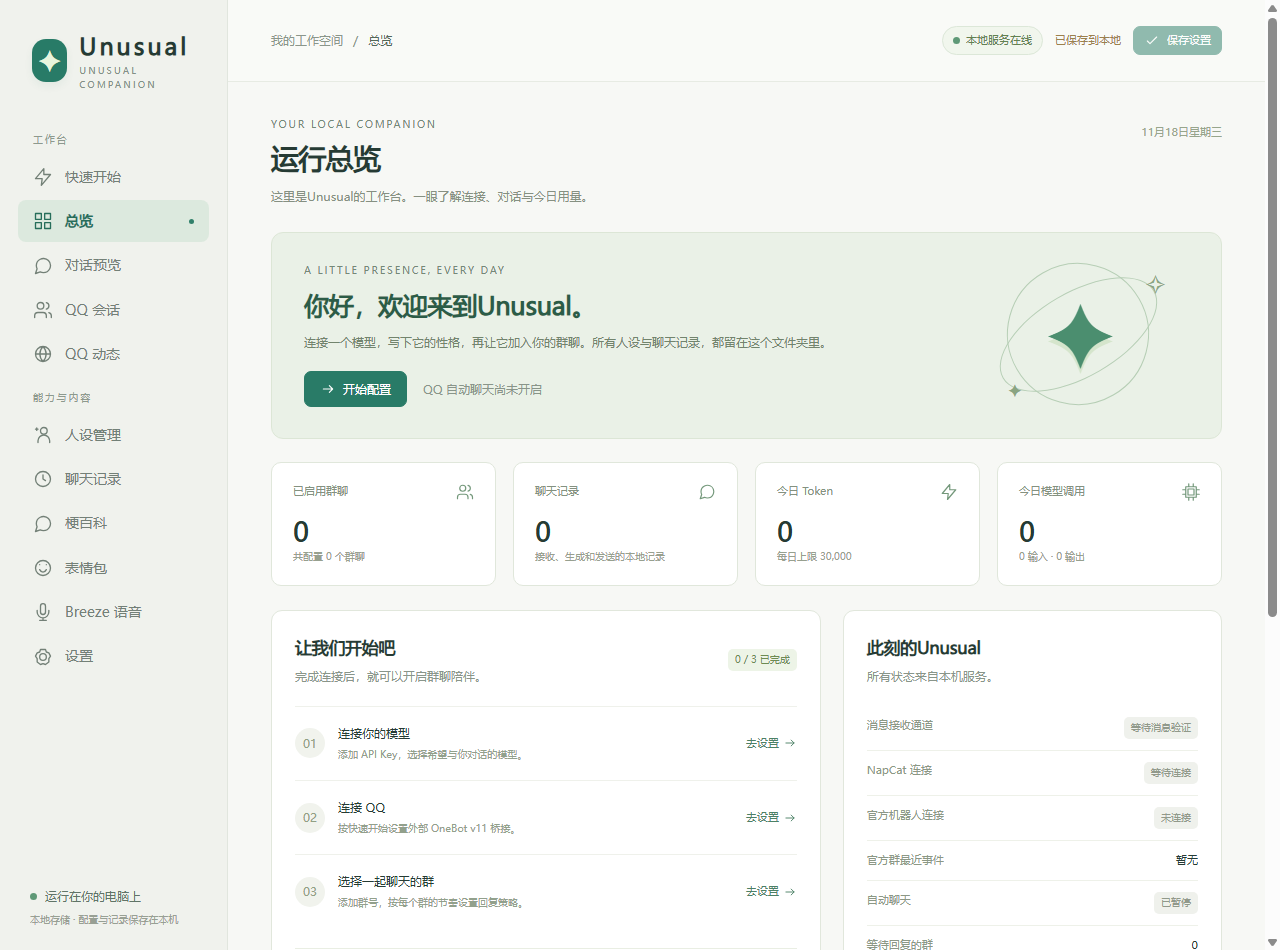 Unusual
UNUSUAL
COMPANION
工作台
快速开始
总览
对话预览
QQ 会话
QQ 动态
能力与内容
人设管理
聊天记录
梗百科
表情包
Breeze 语音
设置
运行在你的电脑上
本地存储 · 配置与记录保存在本机
我的工作空间 / 总览
本地服务在线
已保存到本地
保存设置
YOUR LOCAL COMPANION
运行总览
这里是Unusual的工作台。一眼了解连接、对话与今日用量。
11月18日星期三
A LITTLE PRESENCE, EVERY DAY
你好，欢迎来到Unusual。
连接一个模型，写下它的性格，再让它加入你的群聊。所有人设与聊天记录，都留在这个文件夹里。
开始配置
QQ 自动聊天尚未开启
已启用群聊
0
共配置 0 个群聊
聊天记录
0
接收、生成和发送的本地记录
今日 Token
0
每日上限 30,000
今日模型调用
0
0 输入 · 0 输出
让我们开始吧
完成连接后，就可以开启群聊陪伴。
0 / 3 已完成
01
连接你的模型
添加 API Key，选择希望与你对话的模型。
去设置
02
连接 QQ
按快速开始设置外部 OneBot v11 桥接。
去设置
03
选择一起聊天的群
添加群号，按每个群的节奏设置回复策略。
去设置
此刻的Unusual
所有状态来自本机服务。
消息接收通道
等待消息验证
NapCat 连接
等待连接
官方机器人连接
未连接
官方群最近事件
暂无
自动聊天
已暂停
等待回复的群
0